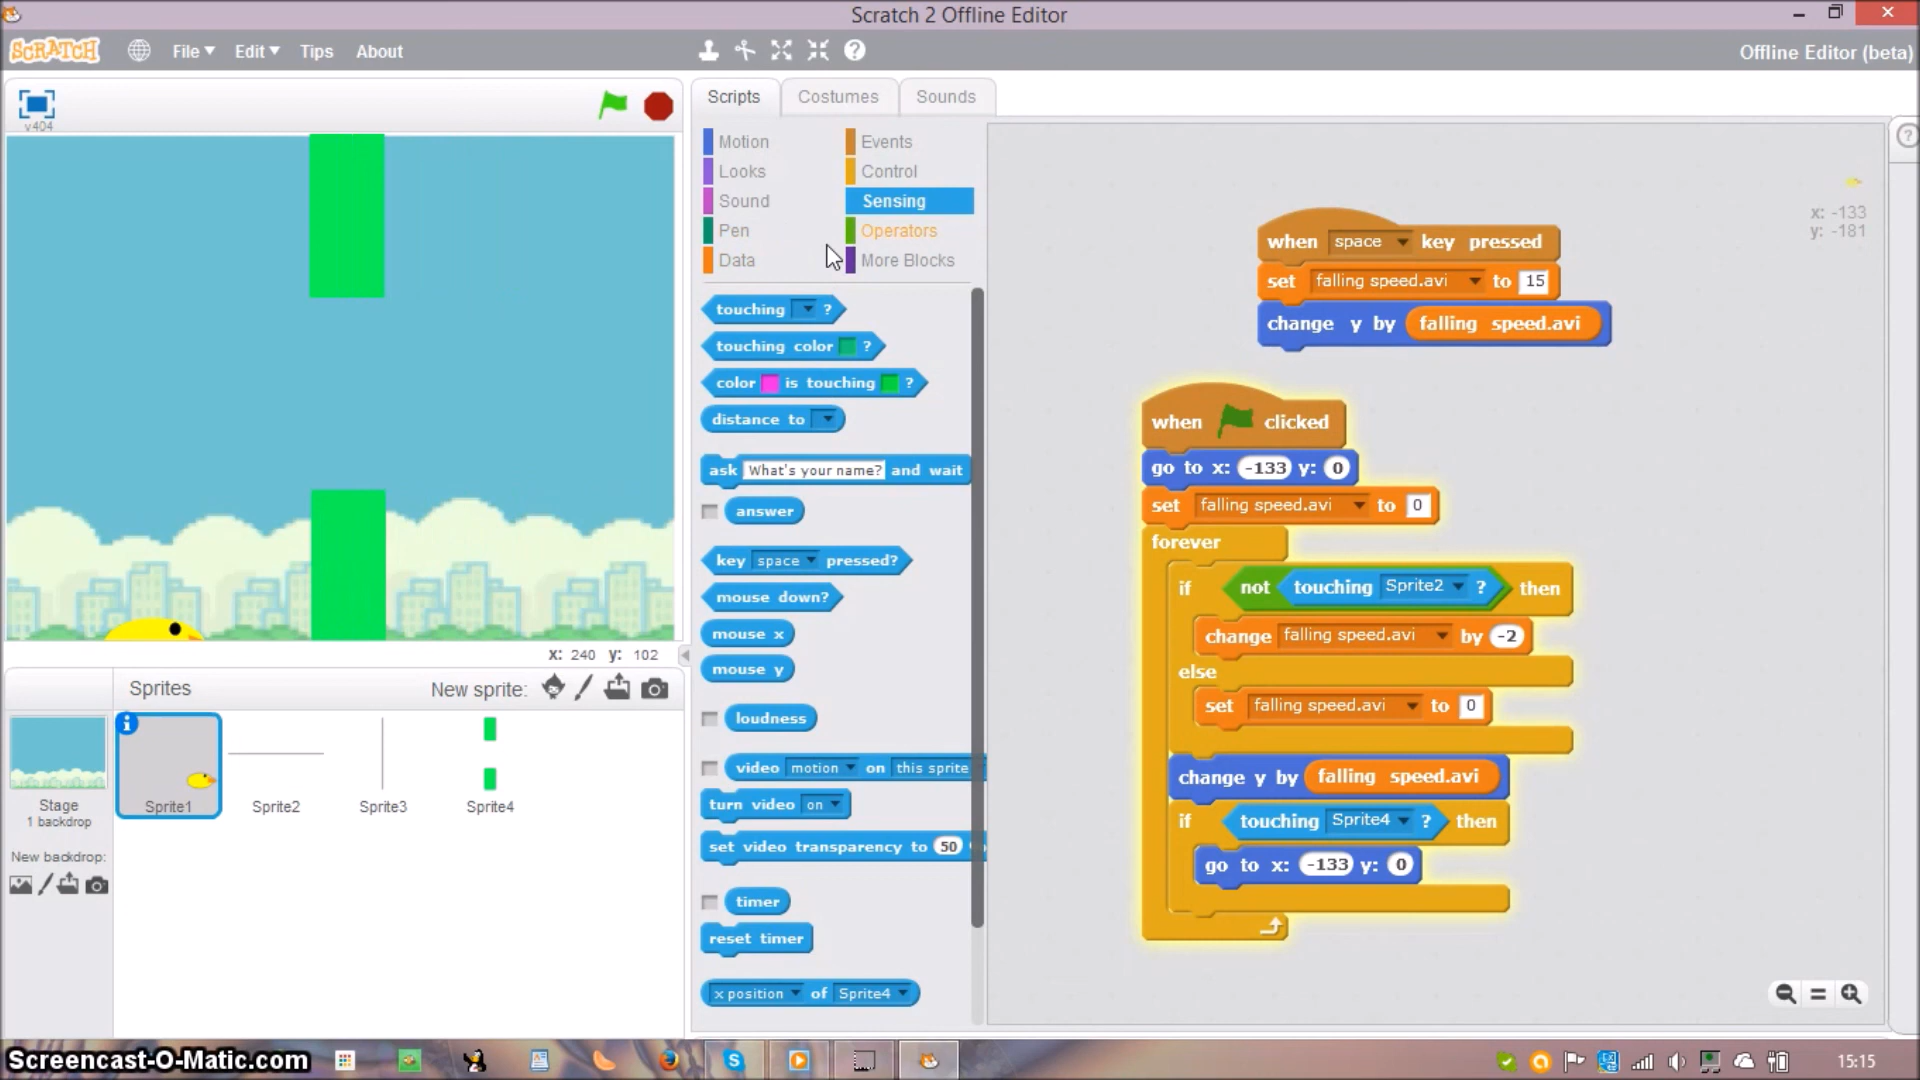 Scratch 2 Offline Editor
SCRATCH File Edit Tips About Offline Editor (beta)
v404
Scripts Costumes Sounds
Motion Events
Looks Control
Sound Sensing
Pen Operators
Data More Blocks
touching ?
touching color ?
color is touching ?
distance to
ask What's your name? and wait
answer
key space pressed?
mouse down?
mouse x
mouse y
loudness
video motion on this sprite
turn video on
set video transparency to 50
timer
reset timer
x position of Sprite4
x: -133
y: -181
when space key pressed
set falling speed.avi to 15
change y by falling speed.avi
when clicked
go to x: -133 y: 0
set falling speed.avi to 0
forever
if not touching Sprite2 ? then
change falling speed.avi by -2
else
set falling speed.avi to 0
change y by falling speed.avi
if touching Sprite4 ? then
go to x: -133 y: 0
x: 240 y: 102
Sprites New sprite:
Stage
1 backdrop
New backdrop:
Sprite1 Sprite2 Sprite3 Sprite4
Screencast-O-Matic.com
15:15